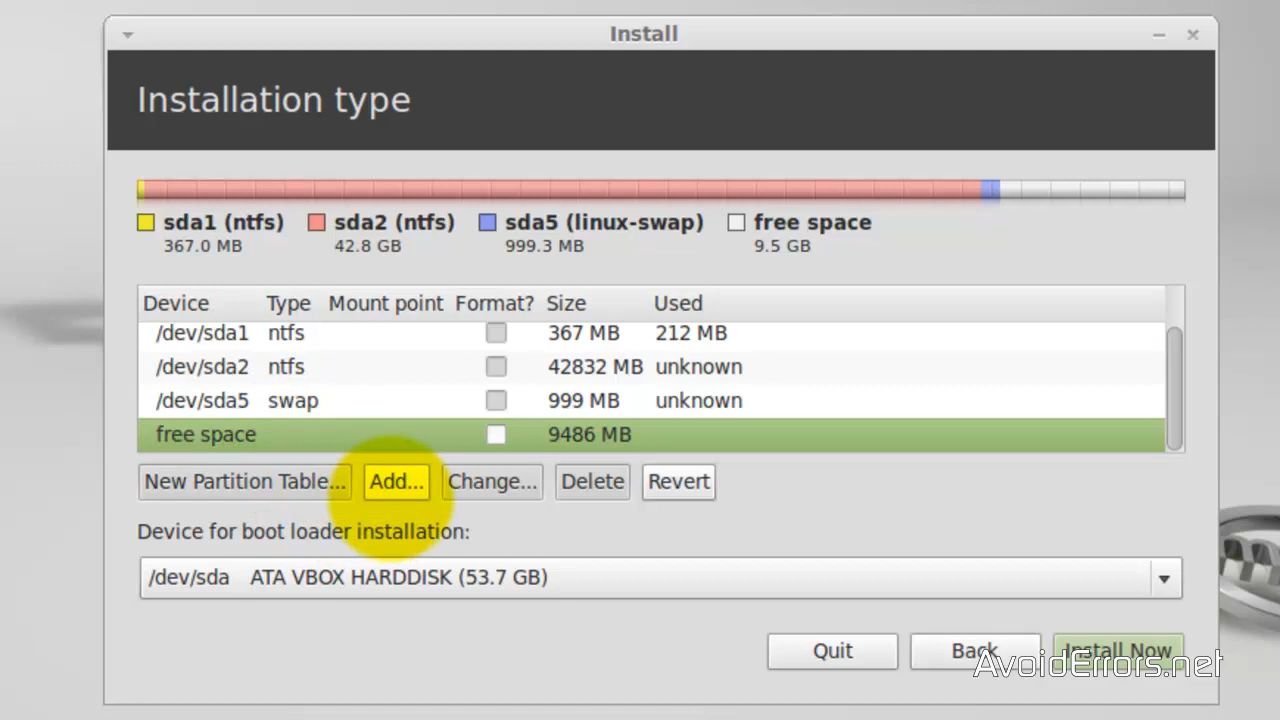 Install
Installation type
sda1 (ntfs) sda2 (ntfs) sda5 (linux-swap) free space
367.0 MB 42.8 GB 999.3 MB 9.5 GB
Device Type Mount point Format? Size Used
/dev/sda1 ntfs 367 MB 212 MB
/dev/sda2 ntfs 42832 MB unknown
/dev/sda5 swap 999 MB unknown
free space 9486 MB
New Partition Table... Add... Change... Delete Revert
Device for boot loader installation:
/dev/sda ATA VBOX HARDDISK (53.7 GB)
Quit Back Install Now
AvoidErrors.net